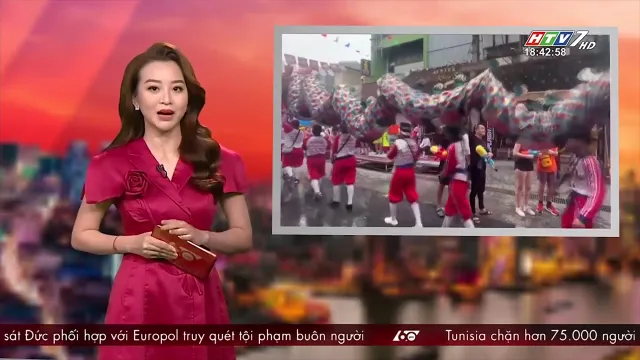 HTV7 HD
18:42:58
sát Đức phối hợp với Europol truy quét tội phạm buôn người 60 Tunisia chặn hơn 75.000 người